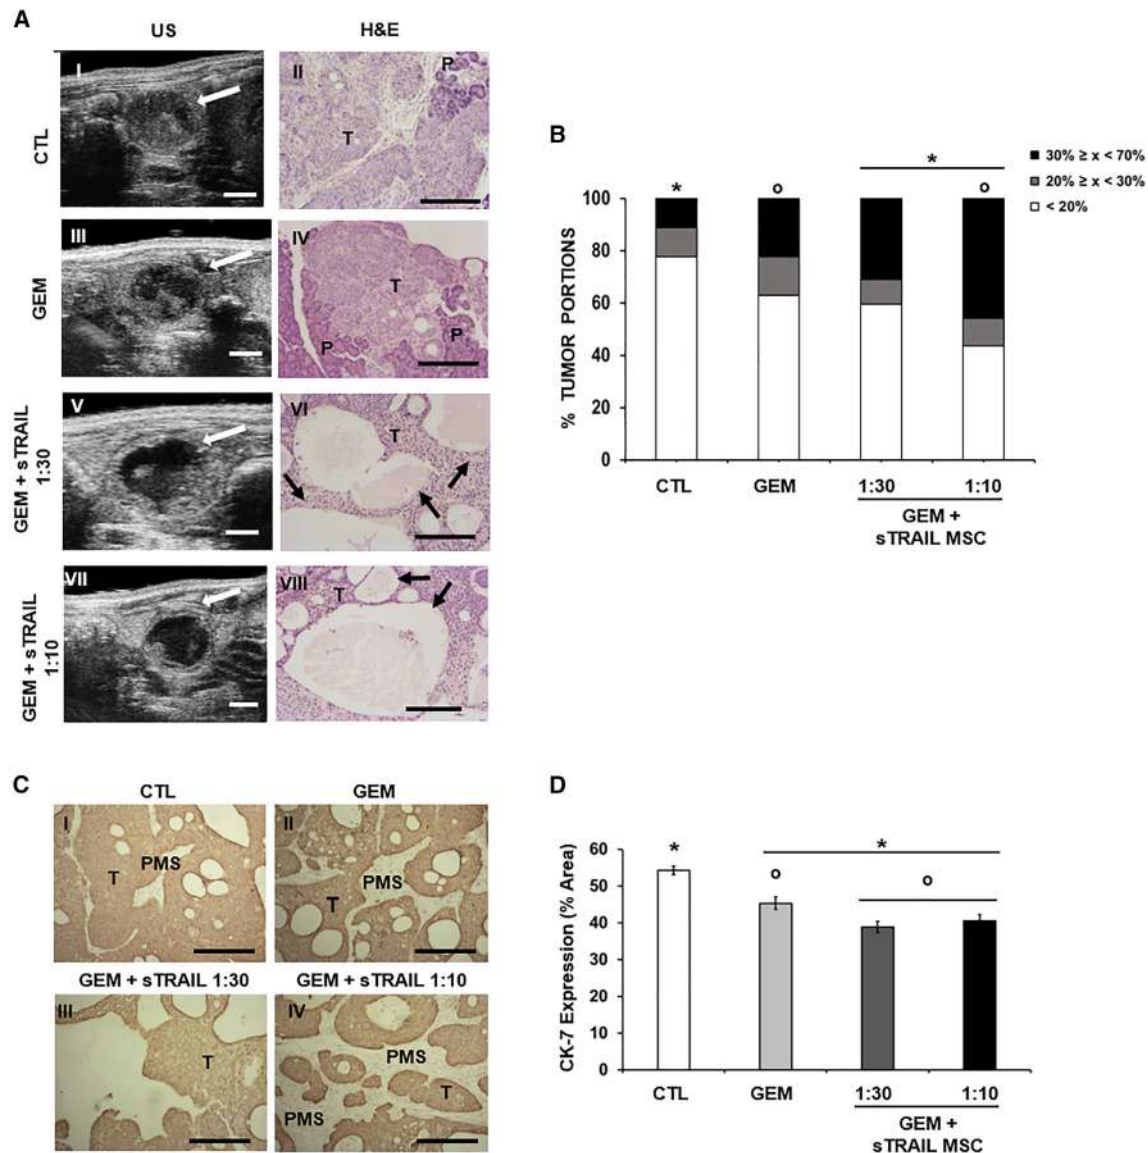 A
US
H&E
CTL
I
II
P
T
GEM
III
IV
T
P
P
GEM + sTRAIL
1:30
V
VI
T
GEM + sTRAIL
1:10
VII
VIII
T
B
% TUMOR PORTIONS
100
80
60
40
20
0
*
o
*
o
30% ≥ x < 70%
20% ≥ x < 30%
< 20%
CTL
GEM
1:30
1:10
GEM +
sTRAIL MSC
C
CTL
GEM
I
PMS
T
II
PMS
T
GEM + sTRAIL 1:30
GEM + sTRAIL 1:10
III
T
IV
PMS
T
PMS
D
CK-7 Expression (% Area)
60
50
40
30
20
10
0
*
o
*
o
CTL
GEM
1:30
1:10
GEM +
sTRAIL MSC